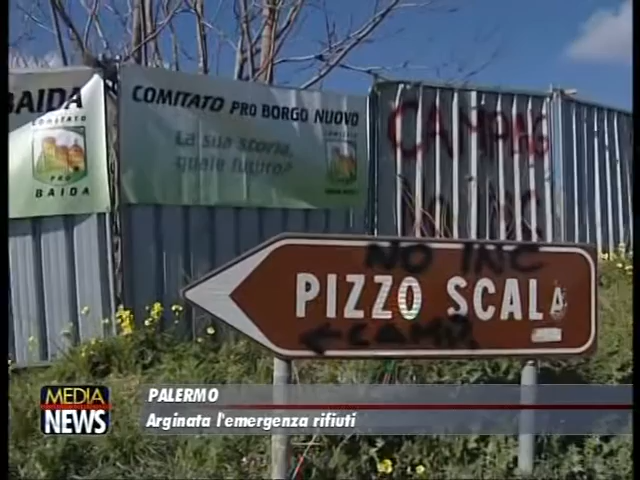 BAIDA
COMITATO
PRO
BAIDA
COMITATO PRO BORGO NUOVO
La sua storia,
quale futuro?
NO INC
PIZZO SCALA
MEDIA
NEWS
PALERMO
Arginata l'emergenza rifiuti